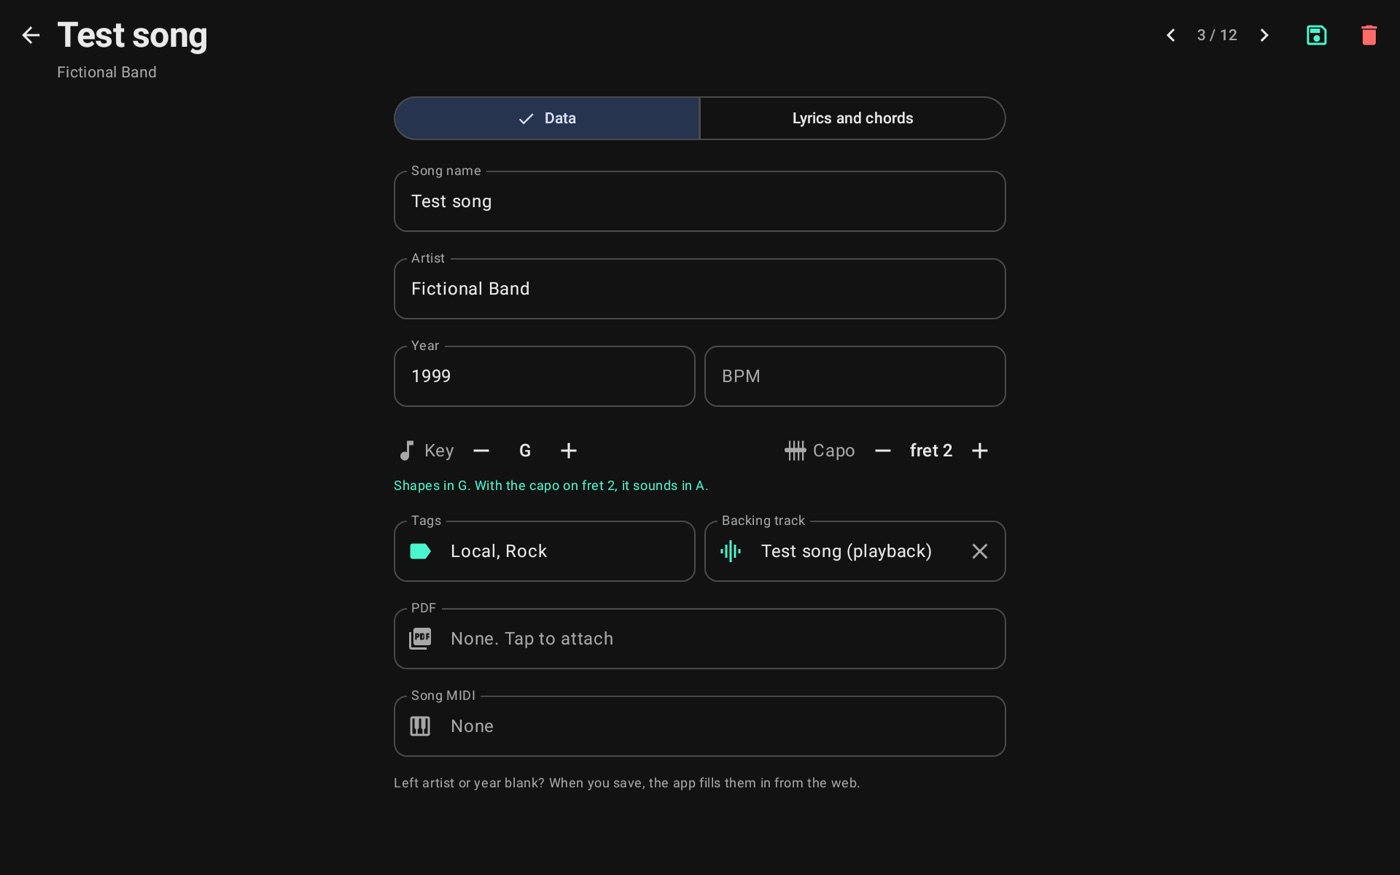 Test song
3 / 12
Fictional Band
Data
Lyrics and chords
Song name
Test song
Artist
Fictional Band
Year
1999
BPM
Key
G
Capo
fret 2
Shapes in G. With the capo on fret 2, it sounds in A.
Tags
Local, Rock
Backing track
Test song (playback)
PDF
PDF
None. Tap to attach
Song MIDI
None
Left artist or year blank? When you save, the app fills them in from the web.